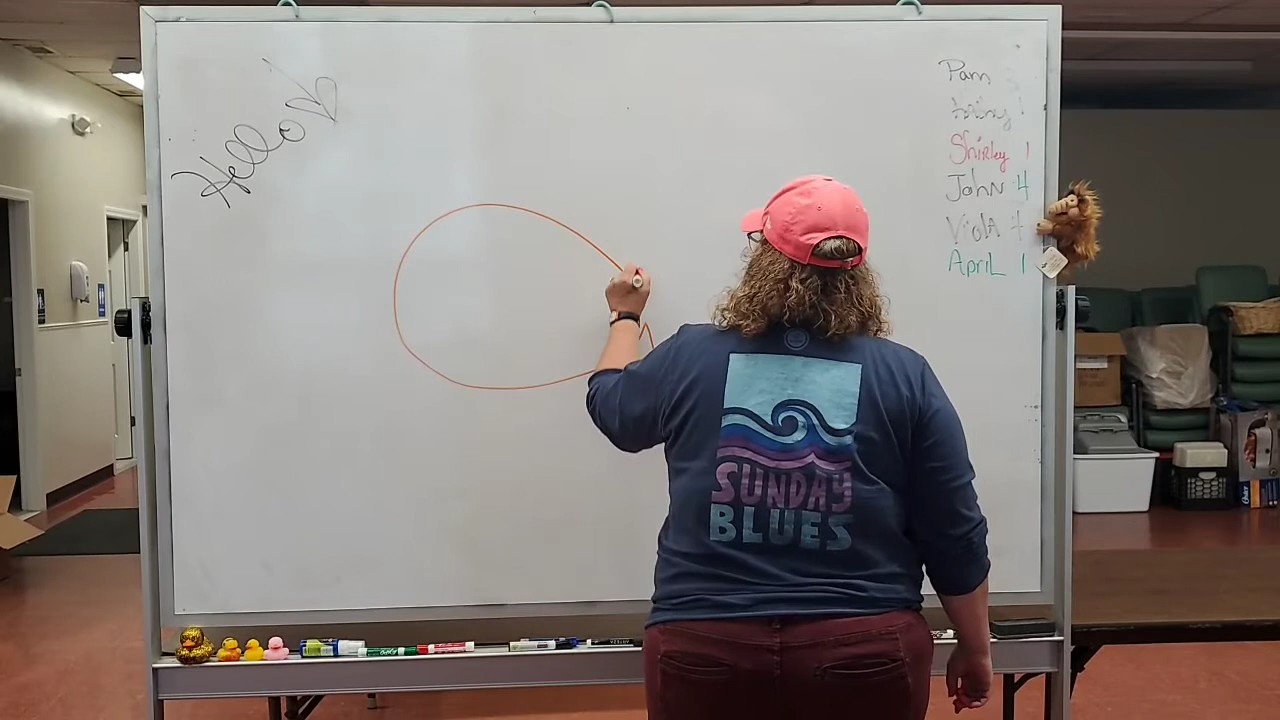 Hello
Pam
Shirley 1
John 4
Viola 4
April 1
SUNDAY
BLUES